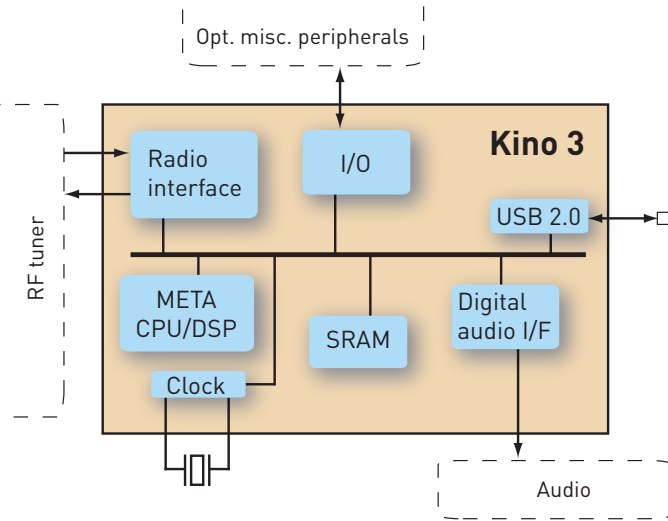 Opt. misc. peripherals
Kino 3
Radio
interface
I/O
USB 2.0
RF tuner
META
CPU/DSP
SRAM
Digital
audio I/F
Clock
Audio